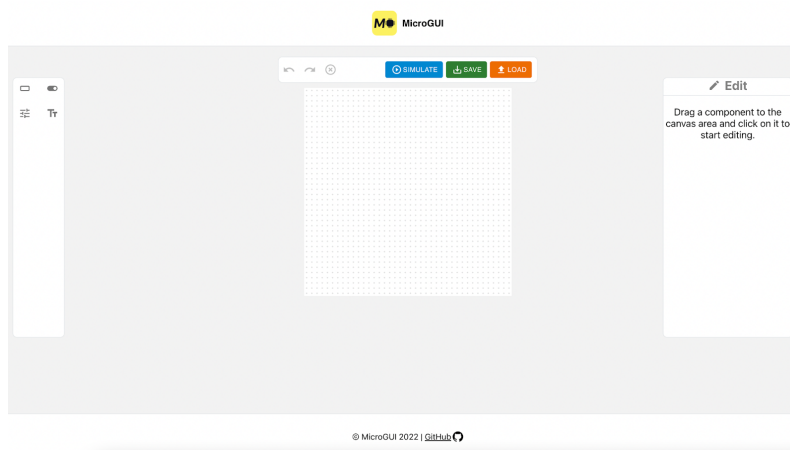 MO MicroGUI
SIMULATE SAVE LOAD
Edit
Tt
Drag a component to the
canvas area and click on it to
start editing.
© MicroGUI 2022 | GitHub